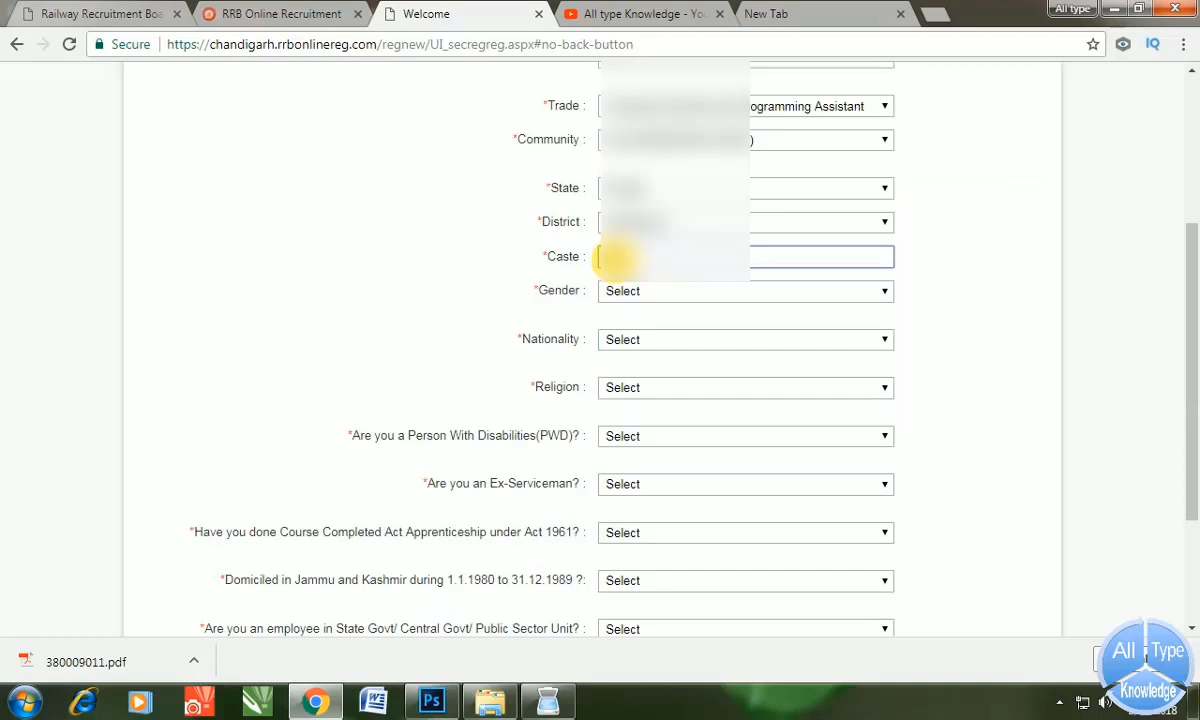 Railway Recruitment Boa
RRB Online Recruitment
Welcome
All type Knowledge - You
New Tab
All type
Secure
https://chandigarh.rrbonlinereg.com/regnew/UI_secregreg.aspx#no-back-button
IQ
*Trade :
ogramming Assistant
*Community :
)
*State :
*District :
*Caste :
*Gender :
Select
*Nationality :
Select
*Religion :
Select
*Are you a Person With Disabilities(PWD)? :
Select
*Are you an Ex-Serviceman? :
Select
*Have you done Course Completed Act Apprenticeship under Act 1961?:
Select
*Domiciled in Jammu and Kashmir during 1.1.1980 to 31.12.1989 ?:
Select
*Are you an employee in State Govt/ Central Govt/ Public Sector Unit? :
Select
380009011.pdf
All Type
Knowledge
W
Ps